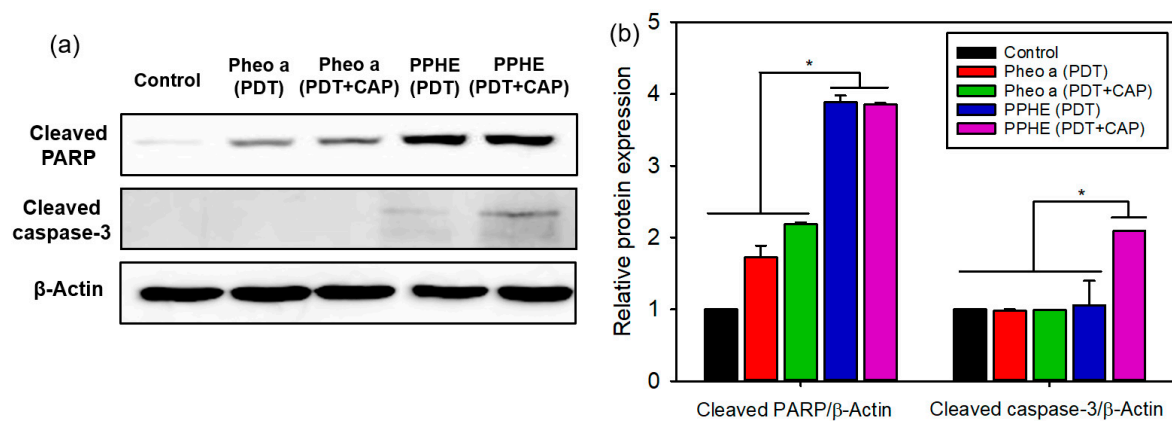 (a)
Control
Pheo a
(PDT)
Pheo a
(PDT+CAP)
PPHE
(PDT)
PPHE
(PDT+CAP)
Cleaved
PARP
Cleaved
caspase-3
β-Actin
(b)
Relative protein expression
5
4
3
2
1
0
*
*
Control
Pheo a (PDT)
Pheo a (PDT+CAP)
PPHE (PDT)
PPHE (PDT+CAP)
Cleaved PARP/β-Actin
Cleaved caspase-3/β-Actin